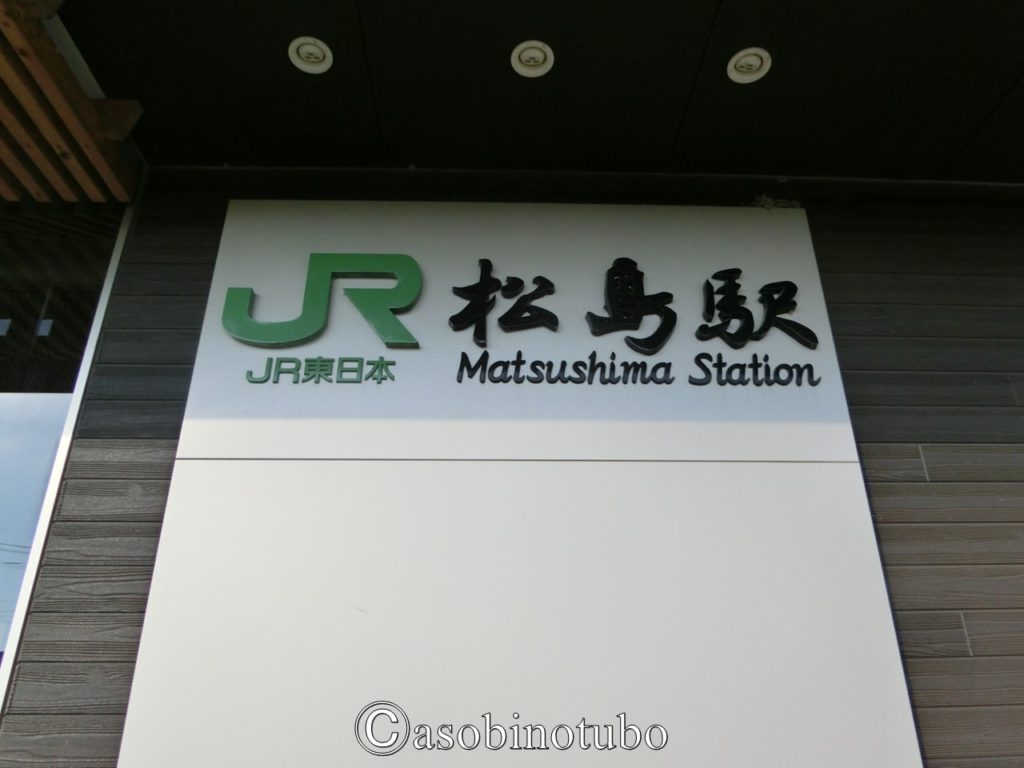 JR 松島駅
JR東日本 Matsushima Station
©asobinotubo